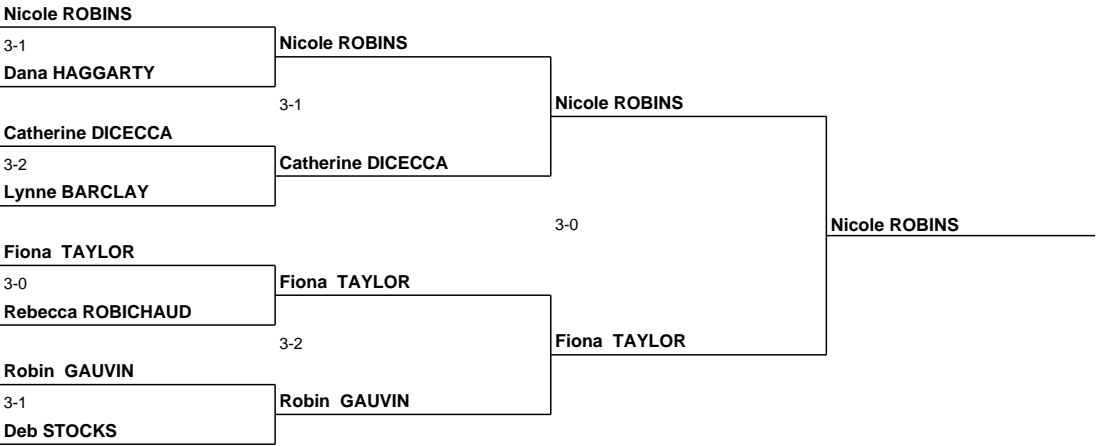 Nicole ROBINS
3-1
Nicole ROBINS
Dana HAGGARTY
3-1
Nicole ROBINS
Catherine DICECCA
3-2
Catherine DICECCA
Lynne BARCLAY
3-0
Nicole ROBINS
Fiona TAYLOR
3-0
Fiona TAYLOR
Rebecca ROBICHAUD
3-2
Fiona TAYLOR
Robin GAUVIN
3-1
Robin GAUVIN
Deb STOCKS